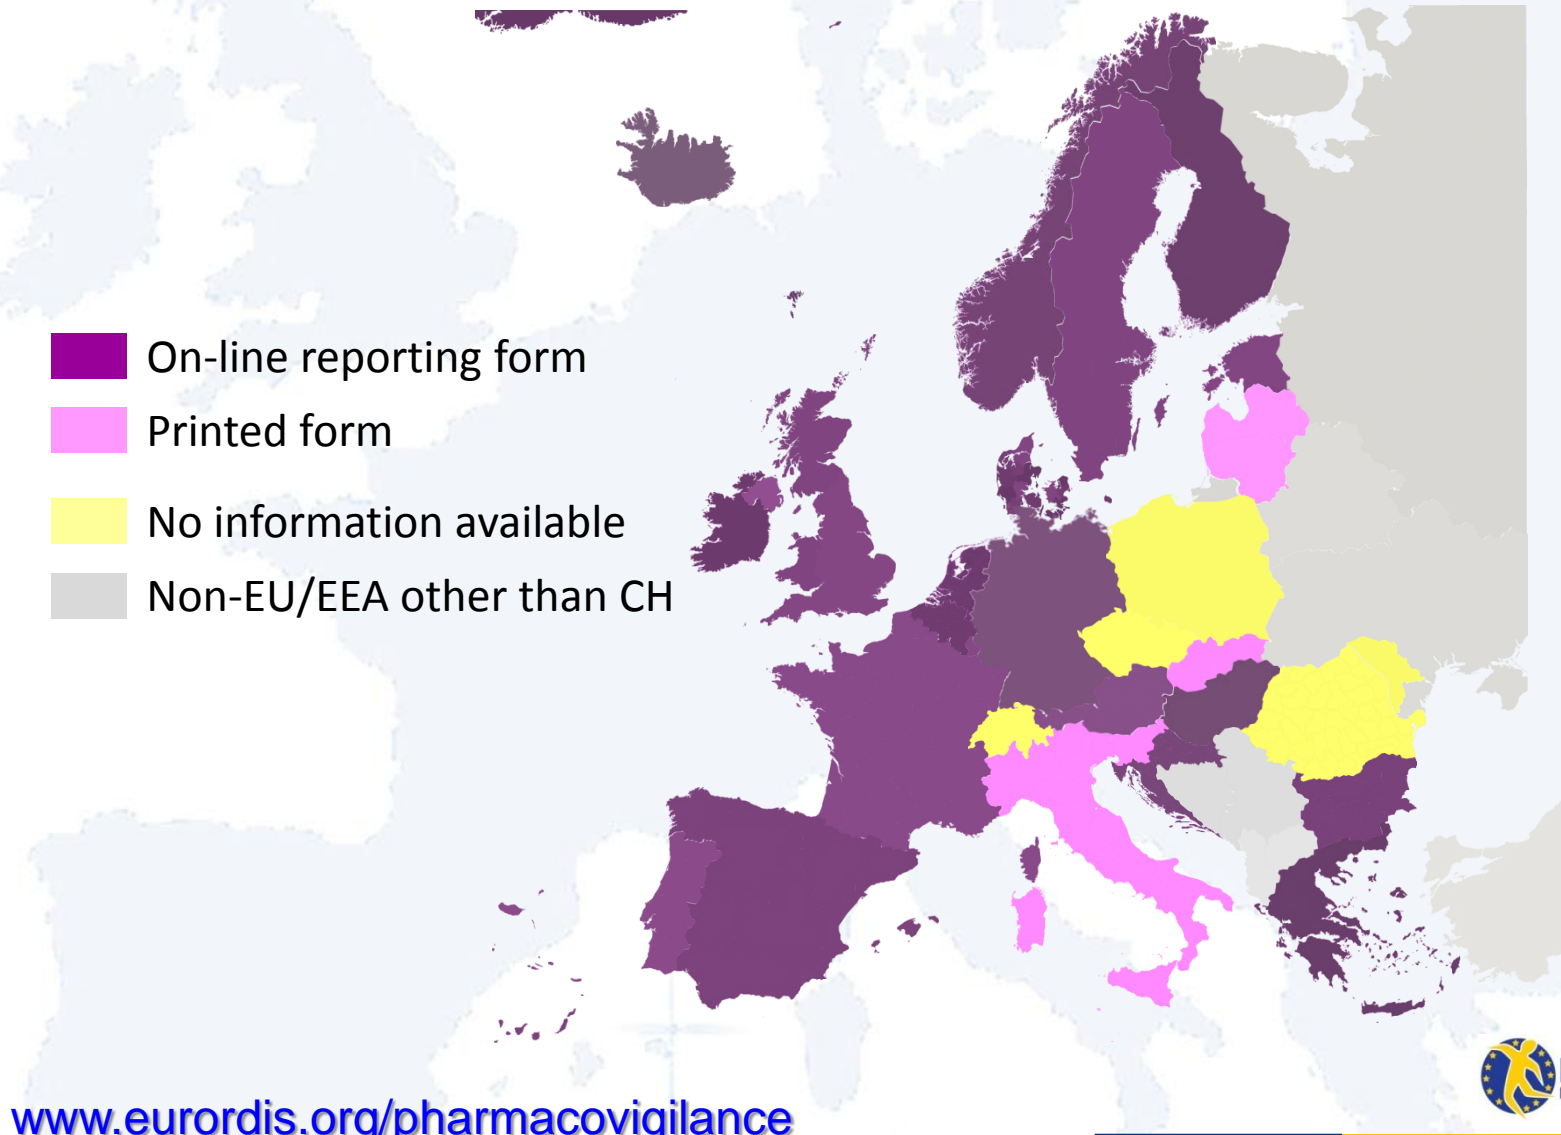 On-line reporting form
Printed form
No information available
Non-EU/EEA other than CH
www.eurordis.org/pharmacovigilance